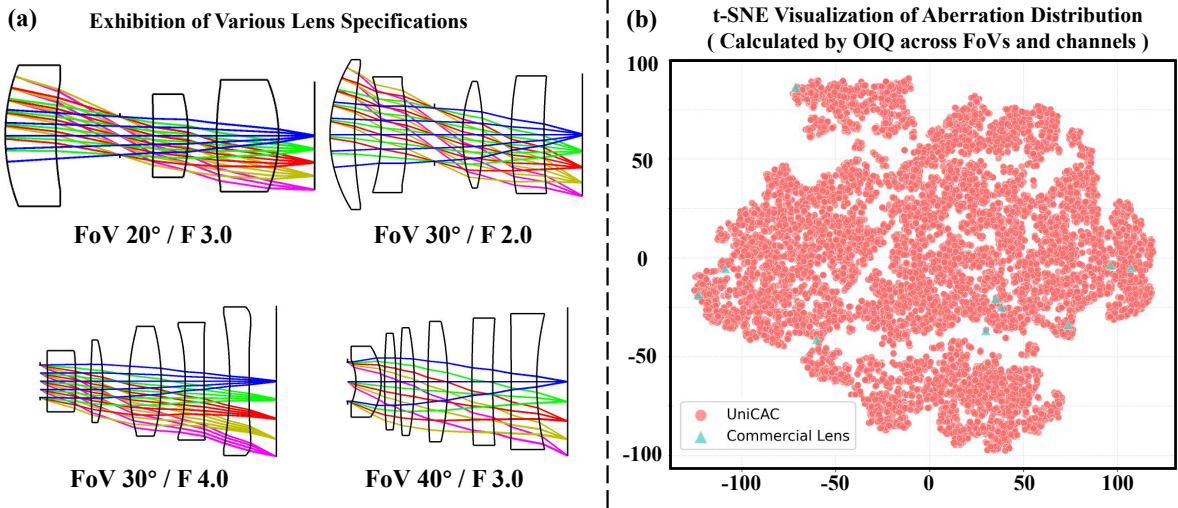 (a)
Exhibition of Various Lens Specifications
FoV 20° / F 3.0
FoV 30° / F 2.0
FoV 30° / F 4.0
FoV 40° / F 3.0
(b)
t-SNE Visualization of Aberration Distribution
( Calculated by OIQ across FoVs and channels )
100
50
0
-50
-100
UniCAC
Commercial Lens
-100
-50
0
50
100